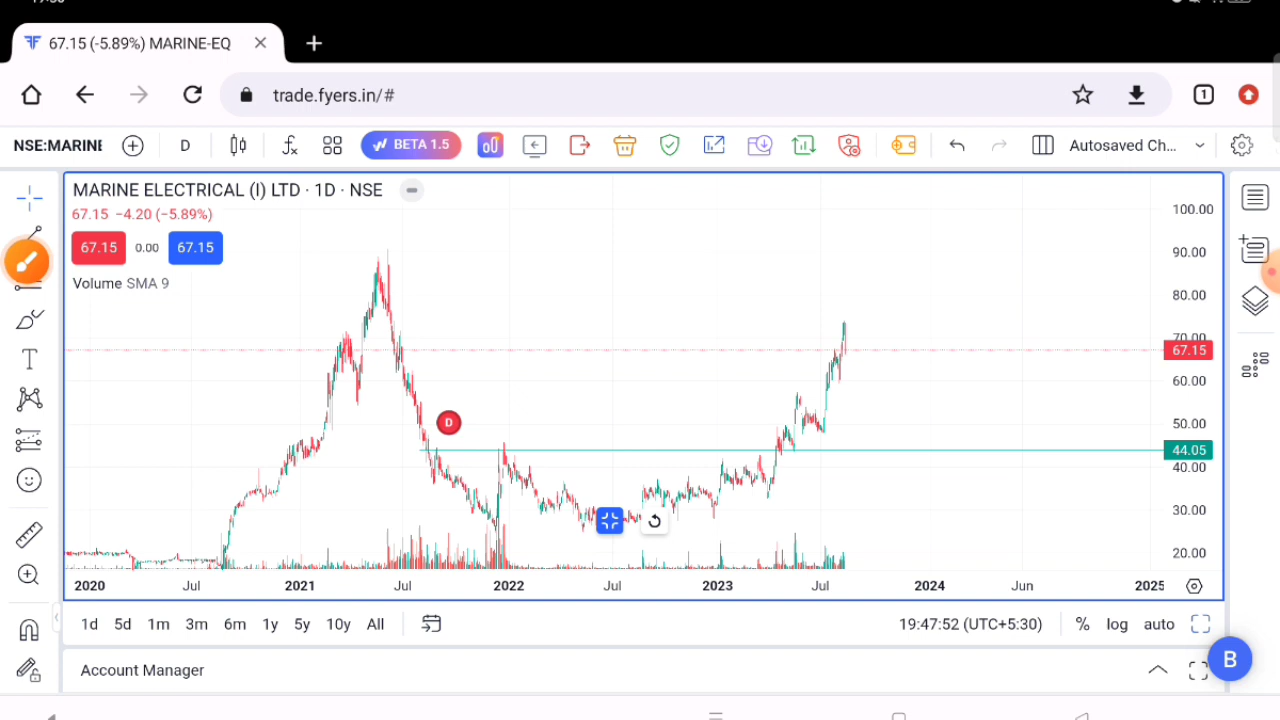 67.15 (-5.89%) MARINE-EQ
trade.fyers.in/#
1
NSE:MARINE
D
BETA 1.5
Autosaved Ch...
MARINE ELECTRICAL (I) LTD · 1D · NSE
67.15 −4.20 (−5.89%)
67.15 0.00 67.15
Volume SMA 9
100.00
90.00
80.00
70.00
67.15
60.00
50.00
44.05
40.00
30.00
20.00
D
2020 Jul 2021 Jul 2022 Jul 2023 Jul 2024 Jun 2025
1d 5d 1m 3m 6m 1y 5y 10y All
19:47:52 (UTC+5:30) % log auto
B
Account Manager